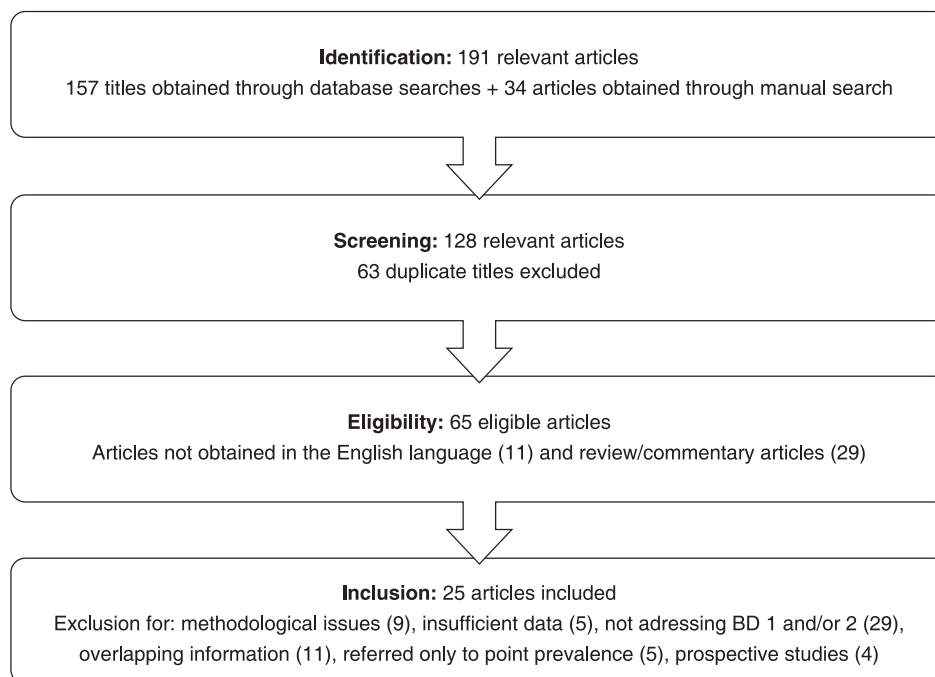 Identification: 191 relevant articles
157 titles obtained through database searches + 34 articles obtained through manual search
Screening: 128 relevant articles
63 duplicate titles excluded
Eligibility: 65 eligible articles
Articles not obtained in the English language (11) and review/commentary articles (29)
Inclusion: 25 articles included
Exclusion for: methodological issues (9), insufficient data (5), not adressing BD 1 and/or 2 (29),
overlapping information (11), referred only to point prevalence (5), prospective studies (4)